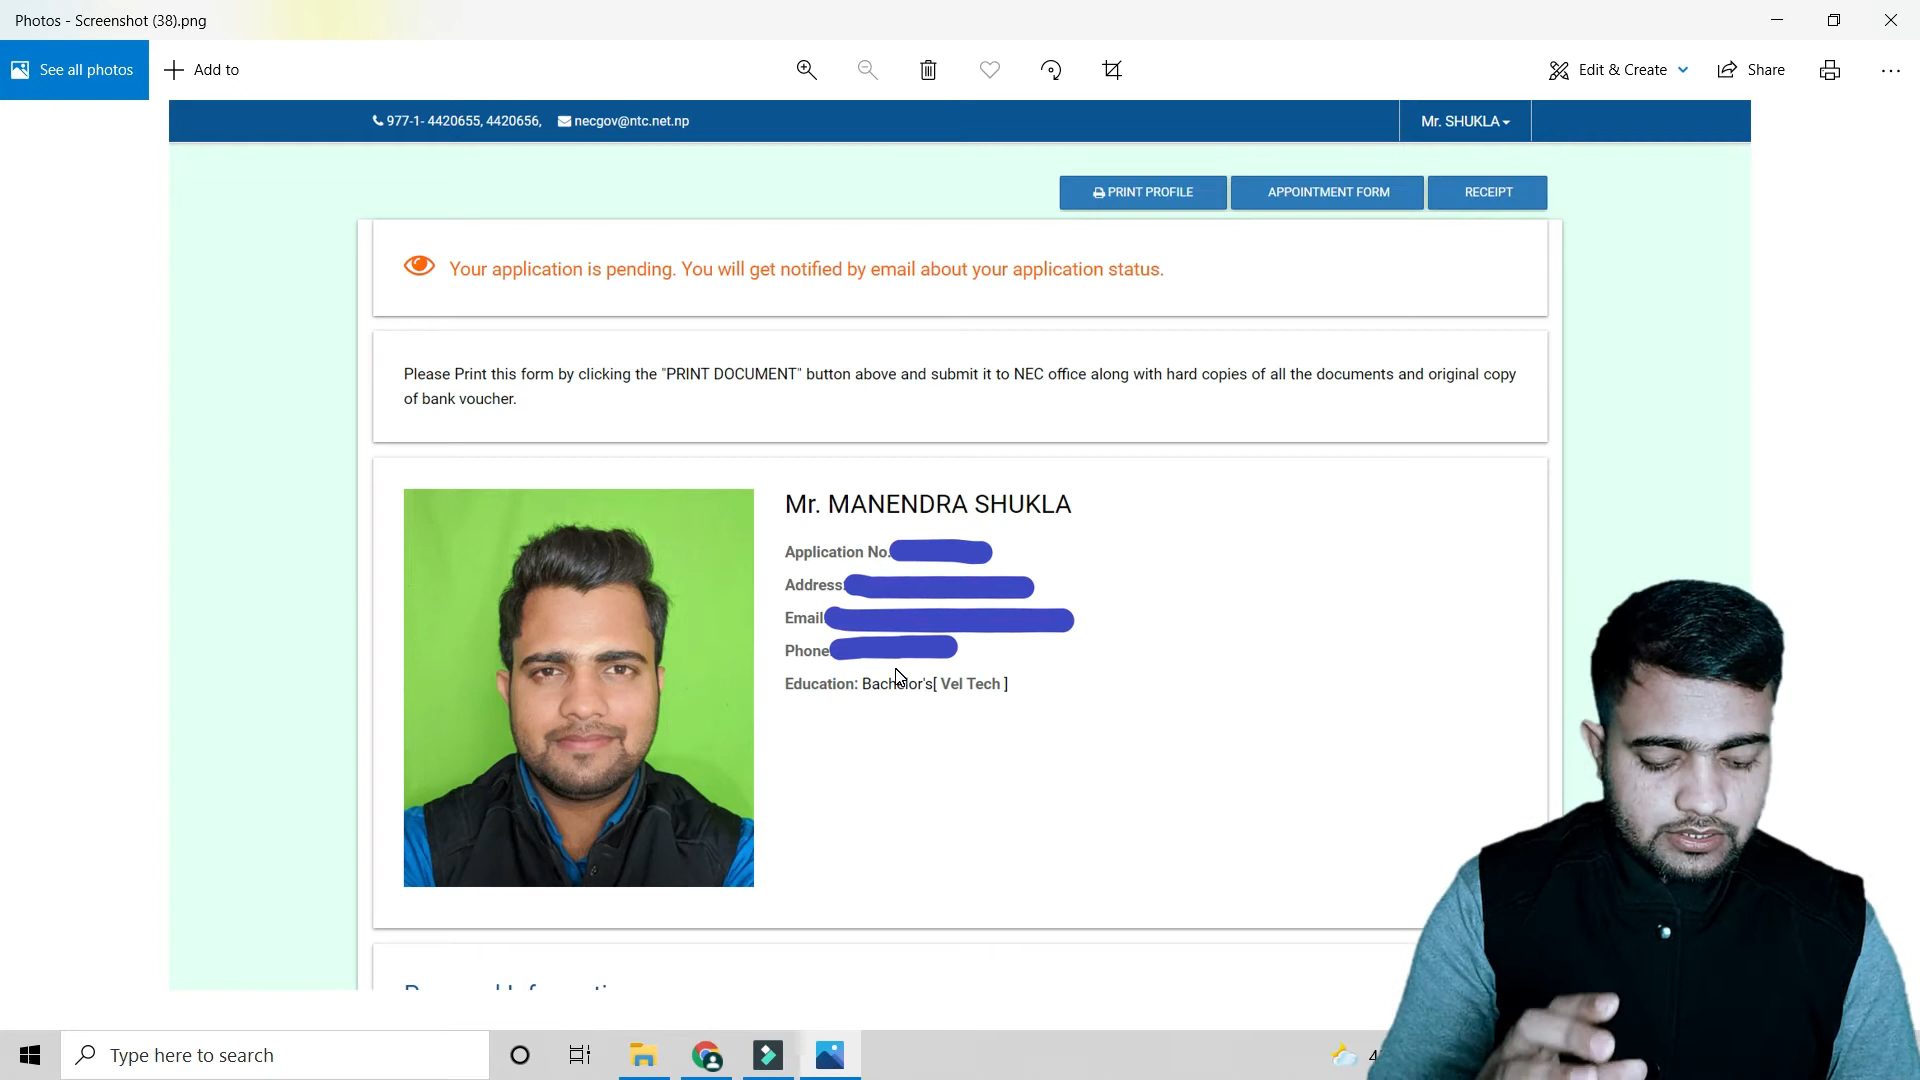 Photos - Screenshot (38).png
See all photos
Add to
Edit & Create
Share
977-1- 4420655, 4420656, necgov@ntc.net.np
Mr. SHUKLA
PRINT PROFILE
APPOINTMENT FORM
RECEIPT
Your application is pending. You will get notified by email about your application status.
Please Print this form by clicking the "PRINT DOCUMENT" button above and submit it to NEC office along with hard copies of all the documents and original copy
of bank voucher.
Mr. MANENDRA SHUKLA
Application No.
Address:
Email
Phone
Education: Bachelor's[ Vel Tech ]
Type here to search